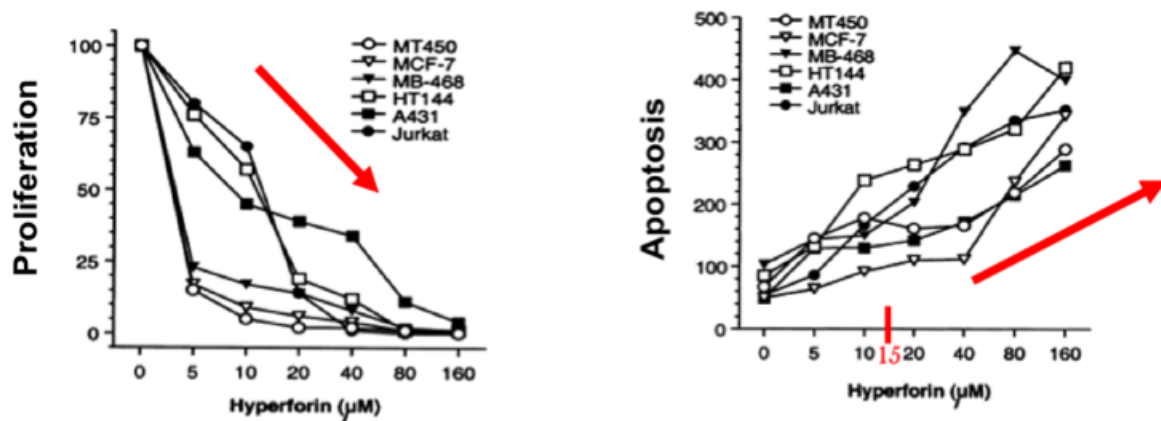 Proliferation
100
75
50
25
0
MT450
MCF-7
MB-468
HT144
A431
Jurkat
0 5 10 20 40 80 160
Hyperforin (µM)
Apoptosis
500
400
300
200
100
0
MT450
MCF-7
MB-468
HT144
A431
Jurkat
0 5 10 15 20 40 80 160
Hyperforin (µM)